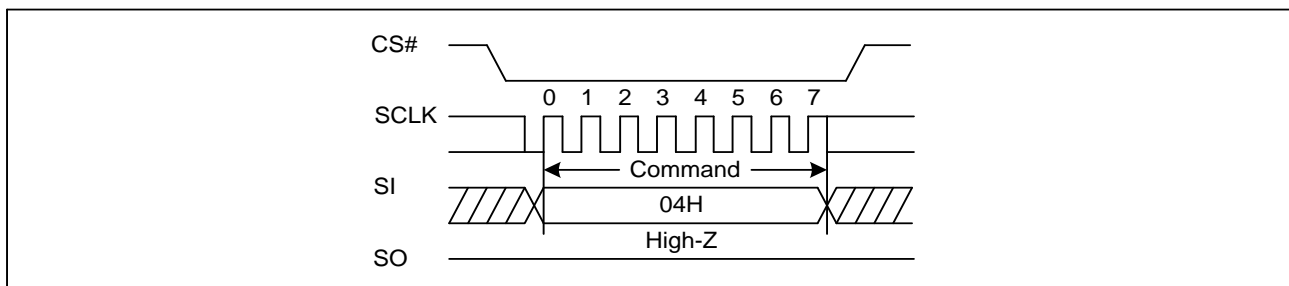 CS#
0 1 2 3 4 5 6 7
SCLK
Command
SI
04H
High-Z
SO